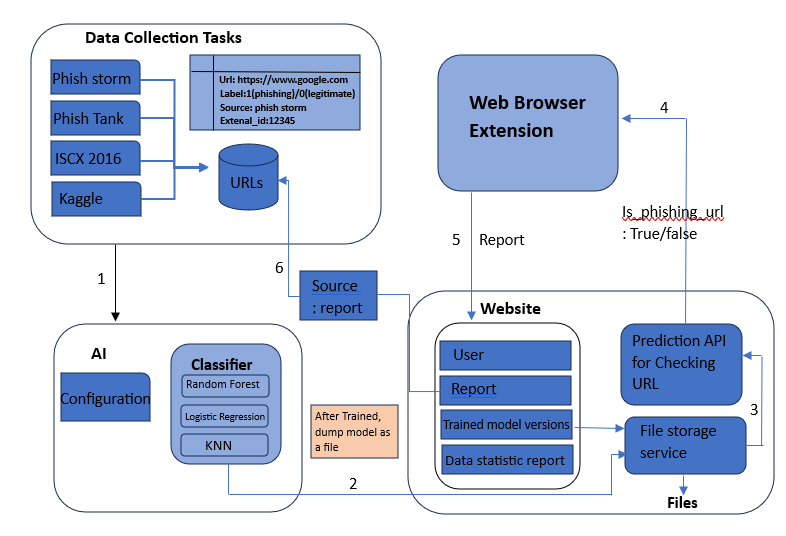 Data Collection Tasks
Phish storm
Phish Tank
ISCX 2016
Kaggle
Url: https://www.google.com
Label:1(phishing)/0(legitimate)
Source: phish storm
Extenal_id:12345
URLs
Web Browser
Extension
4
Is_phishing_url
: True/false
5
Report
6
1
Source
: report
Website
User
Report
Trained model versions
Data statistic report
Prediction API
for Checking
URL
3
File storage
service
Files
AI
Configuration
Classifier
Random Forest
Logistic Regression
KNN
After Trained,
dump model as
a file
2